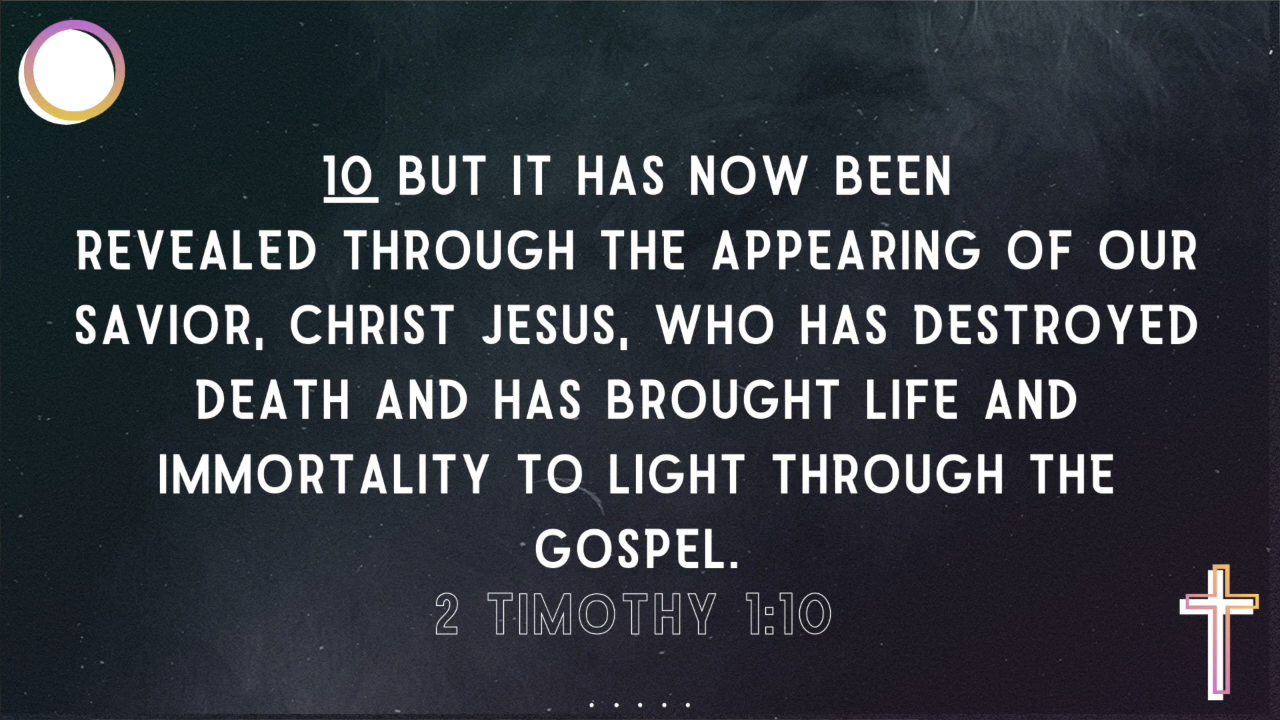 10 BUT IT HAS NOW BEEN
REVEALED THROUGH THE APPEARING OF OUR
SAVIOR, CHRIST JESUS, WHO HAS DESTROYED
DEATH AND HAS BROUGHT LIFE AND
IMMORTALITY TO LIGHT THROUGH THE
GOSPEL.
2 TIMOTHY 1:10